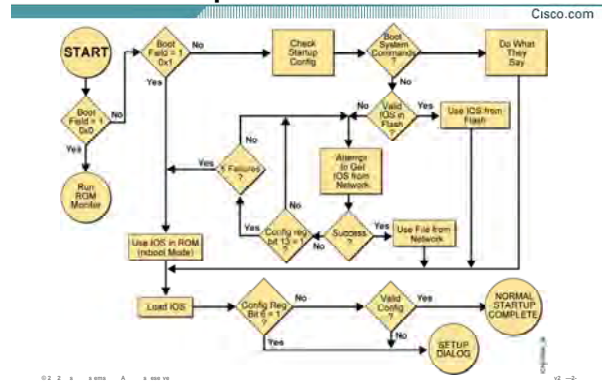 Cisco.com
START
Boot
Field = 1
0x1
No
Yes
Check
Startup
Config
Boot
System
Commands
?
No
Do What
They
Say
Boot
Field = 1
0x0
No
Yes
Run
ROM
Monitor
No
Valid
IOS in
Flash
?
Yes
Use IOS from
Flash
No
Yes
5 Failures
?
Attempt
to Get
IOS from
Network
Yes
Config reg
bit 13 = 1
?
No
Success
?
Yes
Use File from
Network
Use IOS in ROM
(rxboot Mode)
Load IOS
Config Reg
Bit 6 = 1
?
No
Yes
Valid
Config
?
Yes
No
NORMAL
STARTUP
COMPLETE
SETUP
DIALOG